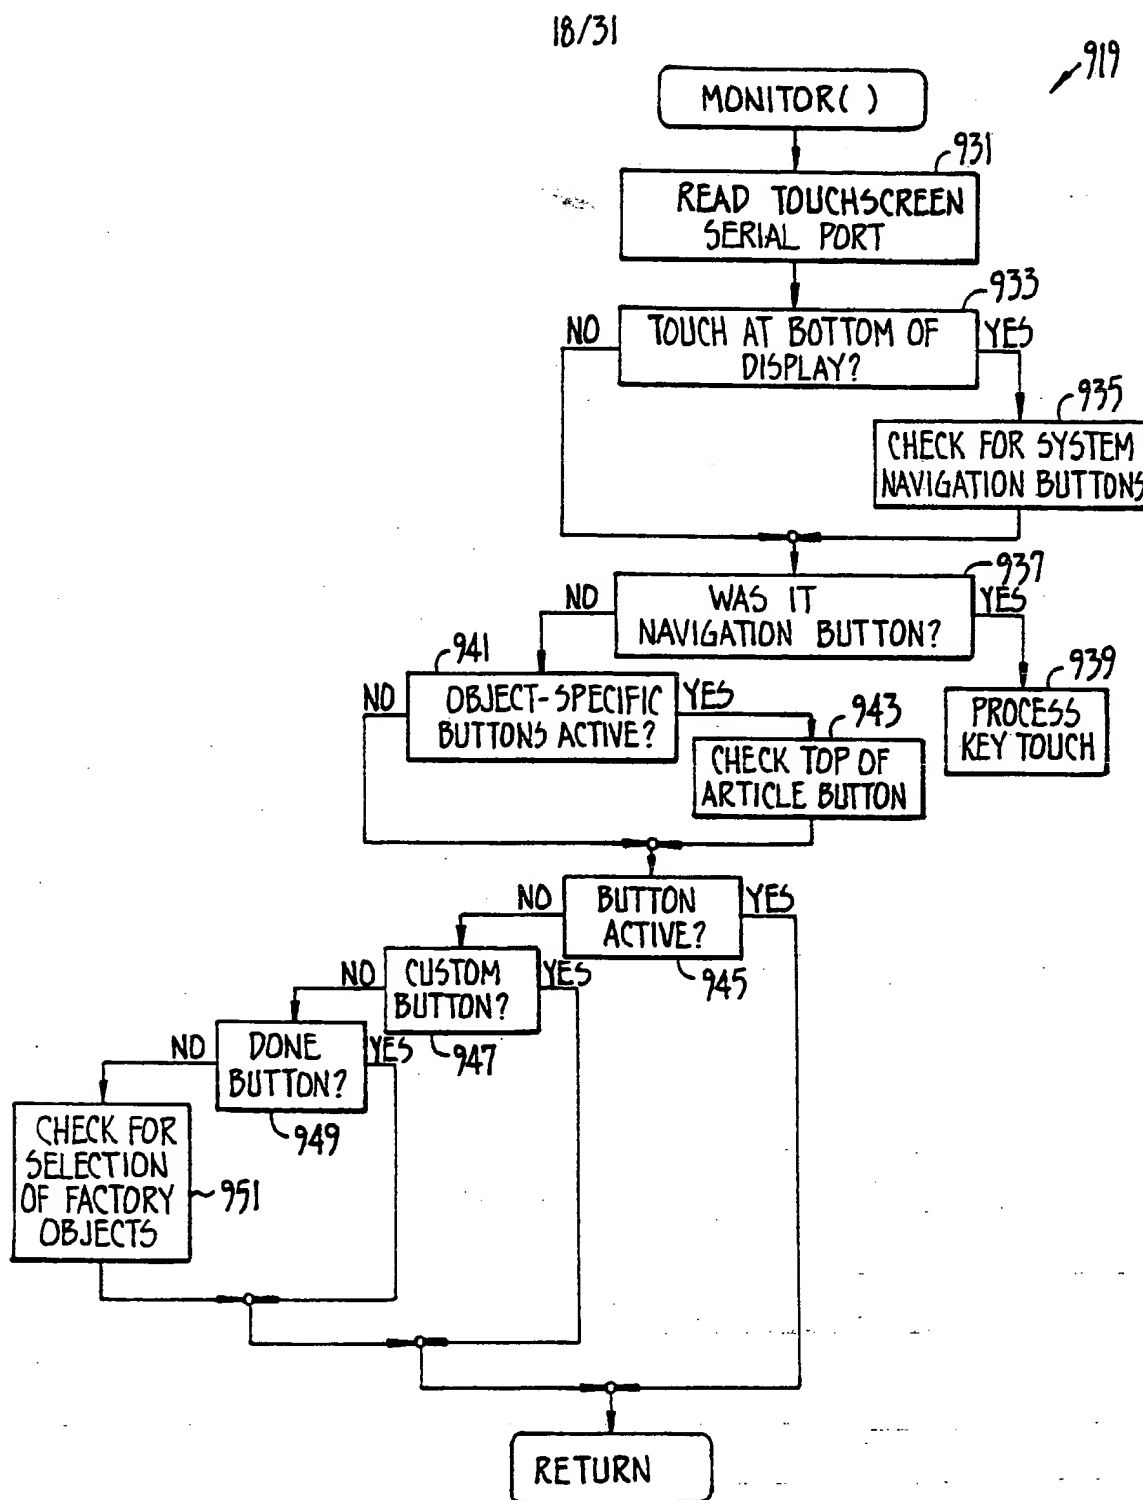 18/31
919
MONITOR( )
931
READ TOUCHSCREEN
SERIAL PORT
933
NO
TOUCH AT BOTTOM OF
DISPLAY?
YES
935
CHECK FOR SYSTEM
NAVIGATION BUTTONS
937
NO
WAS IT
NAVIGATION BUTTON?
YES
941
939
NO
OBJECT-SPECIFIC
BUTTONS ACTIVE?
YES
943
PROCESS
KEY TOUCH
CHECK TOP OF
ARTICLE BUTTON
NO
BUTTON
ACTIVE?
YES
945
NO
CUSTOM
BUTTON?
YES
947
NO
DONE
BUTTON?
YES
949
CHECK FOR
SELECTION
OF FACTORY
OBJECTS
951
RETURN